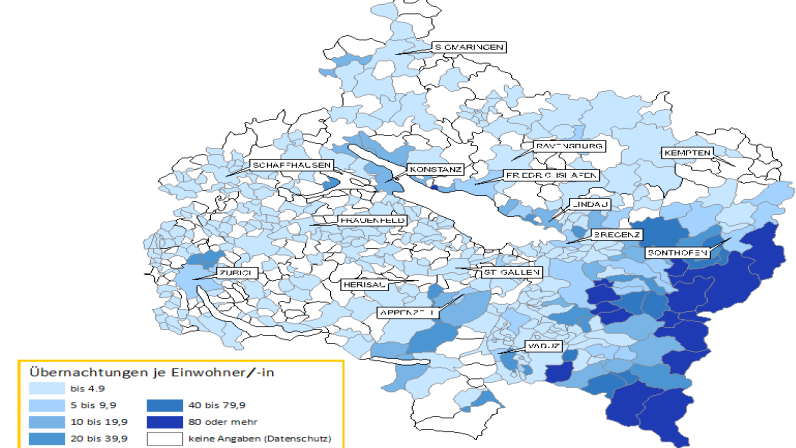 SIGMARINGEN
RAVENSBURG
KEMPTEN
SCHAFFHAUSEN
KONSTANZ
FRIEDRICHSHAFEN
LINDAU
FRAUENFELD
BREGENZ
SONTHOFEN
ZÜRICH
ST. GALLEN
HERISAU
APPENZELL
VADUZ
Übernachtungen je Einwohner/-in
bis 4.9
5 bis 9,9
40 bis 79,9
10 bis 19,9
80 oder mehr
20 bis 39,9
keine Angaben (Datenschutz)